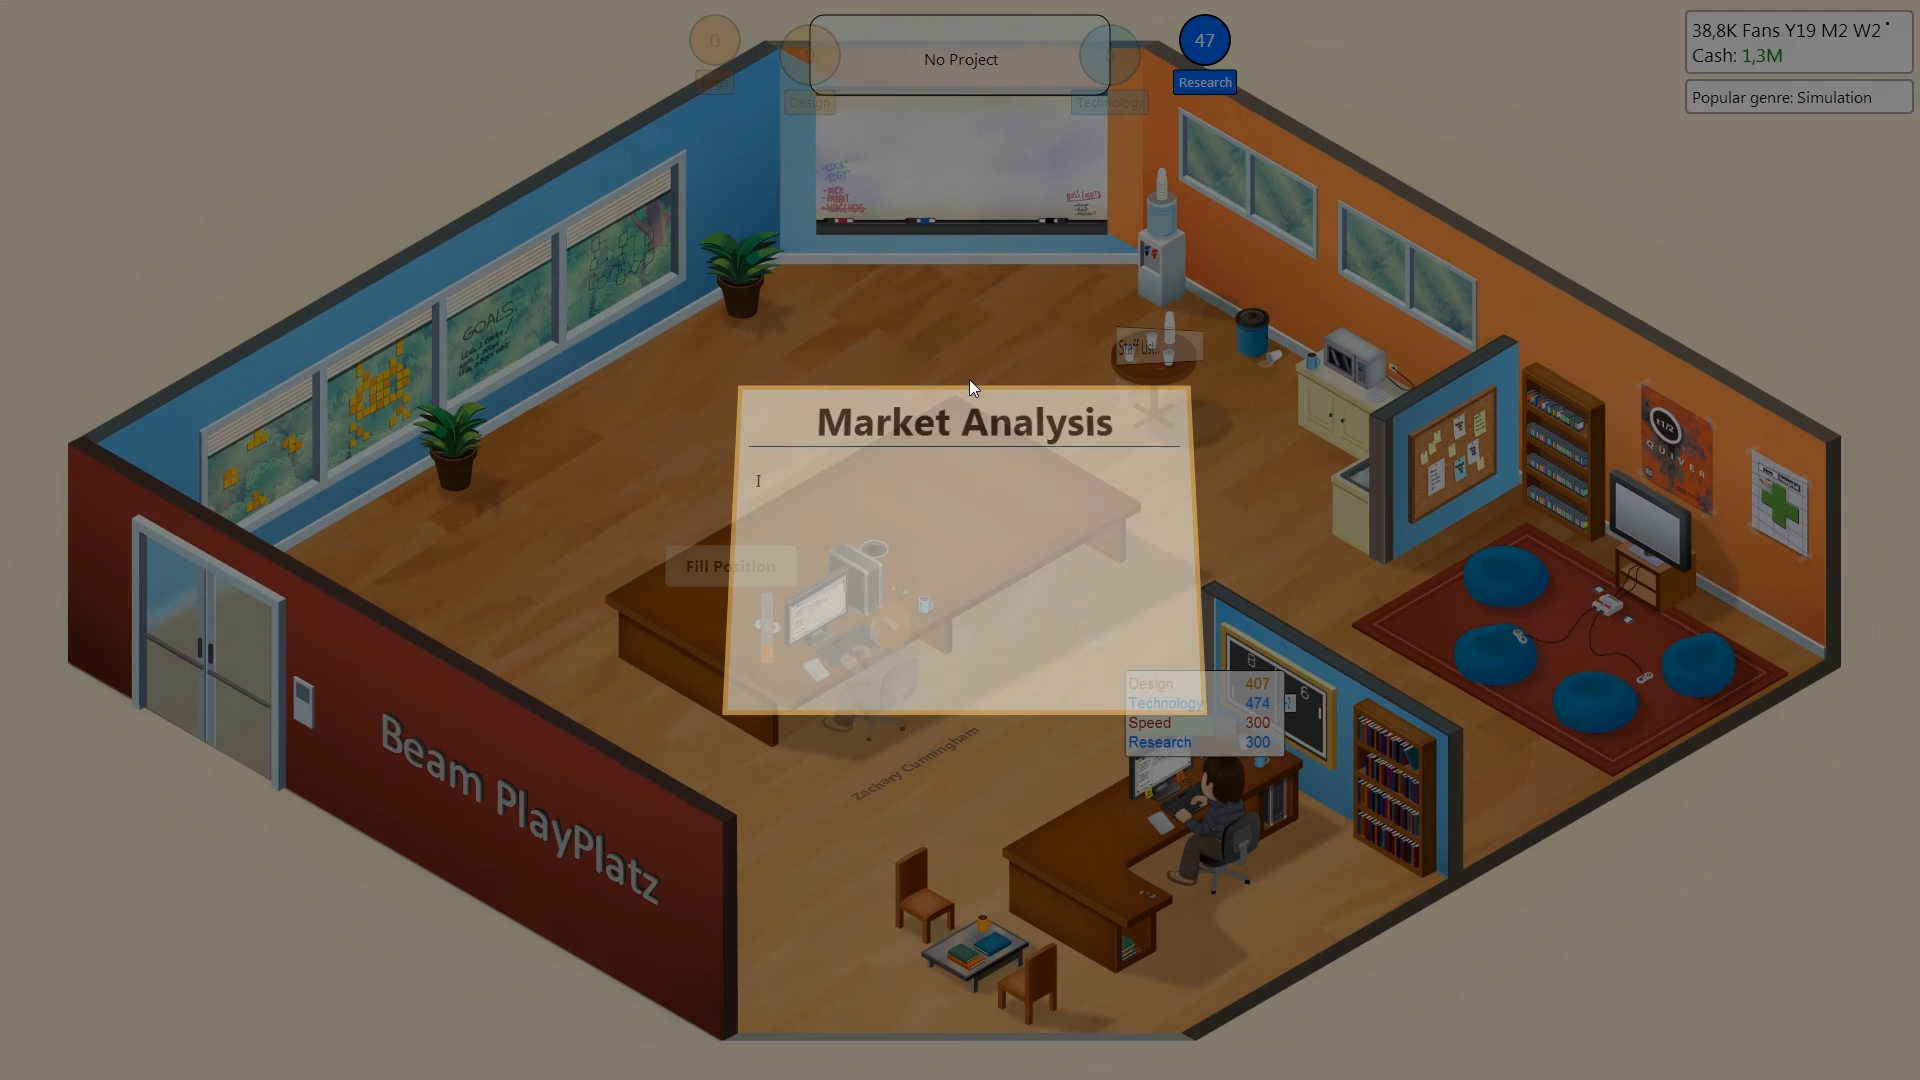 0
0
No Project
0
47
Design
Technology
Research
38,8K Fans Y19 M2 W2
Cash: 1,3M
Popular genre: Simulation
GOALS
Staff List..
QUIVER
Market Analysis
I
Fill Position
Design 407
Technology 474
Speed 300
Research 300
Zachary Cunningham
Beam PlayPlatz